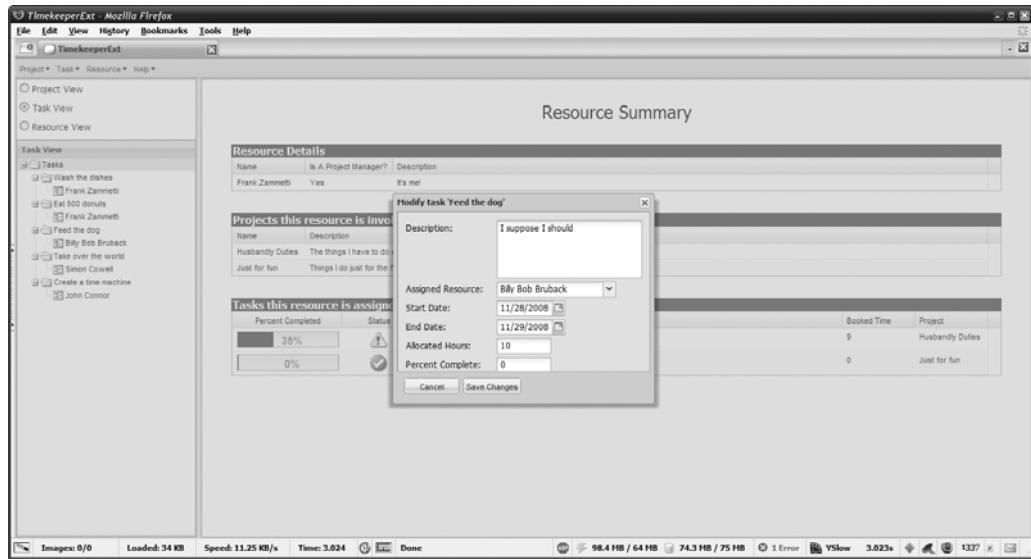 TimekeeperExt - Mozilla Firefox
File Edit View History Bookmarks Tools Help
TimekeeperExt
Project Task Resource Help
Project View
Task View
Resource View
Task View
Tasks
Wash the dishes
Frank Zammetti
Eat 500 donuts
Frank Zammetti
Feed the dog
Billy Bob Bruback
Take over the world
Simon Cowell
Create a time machine
John Connor
Resource Summary
Resource Details
Name Is A Project Manager? Description
Frank Zammetti Yes It's me!
Projects this resource is invo
Name Description
Husbandly Duties The things I have to do
Just for fun Things I do just for the f
Tasks this resource is assigne
Percent Completed Status Booked Time Project
35% 9 Husbandly Duties
0% 0 Just for fun
Modify task 'Feed the dog'
Description: I suppose I should
Assigned Resource: Billy Bob Bruback
Start Date: 11/28/2008
End Date: 11/29/2008
Allocated Hours: 10
Percent Complete: 0
Cancel Save Changes
Images: 0/0 Loaded: 34 KB Speed: 11.25 KB/s Time: 3.024 Done 98.4 MB / 64 MB 74.3 MB / 75 MB 1 Error YSlow 3.023s 1337